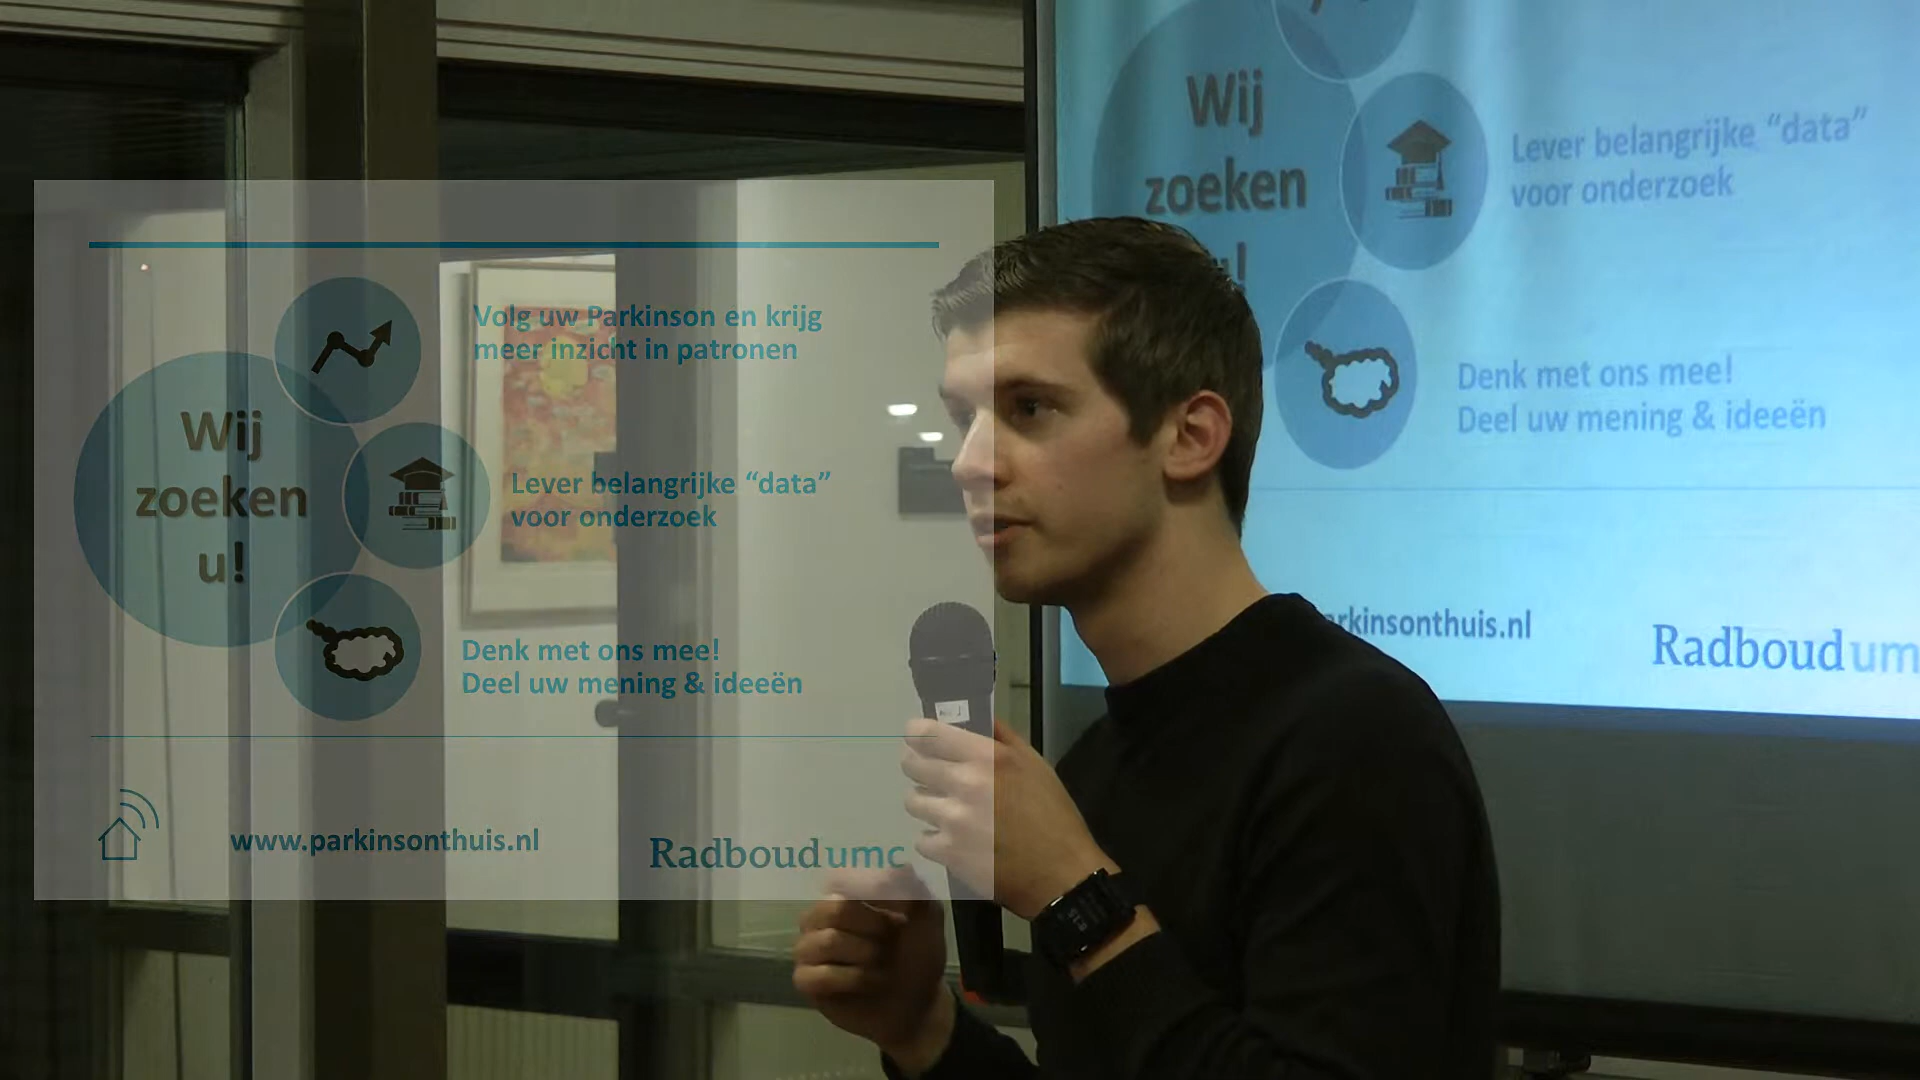 Volg uw Parkinson en krijg
meer inzicht in patronen
Wij
zoeken
u!
Lever belangrijke “data”
voor onderzoek
Denk met ons mee!
Deel uw mening & ideeën
www.parkinsonthuis.nl
Radboudumc
Wij
zoeken
u!
Lever belangrijke “data”
voor onderzoek
Denk met ons mee!
Deel uw mening & ideeën
arkinsonthuis.nl
Radboudum